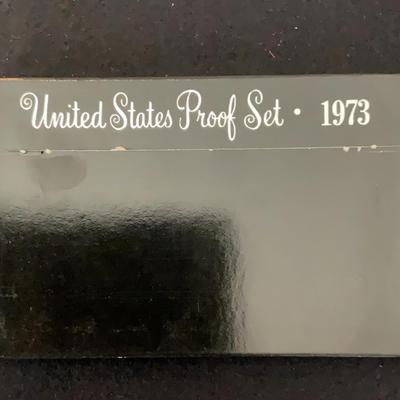 United States Proof Set • 1973